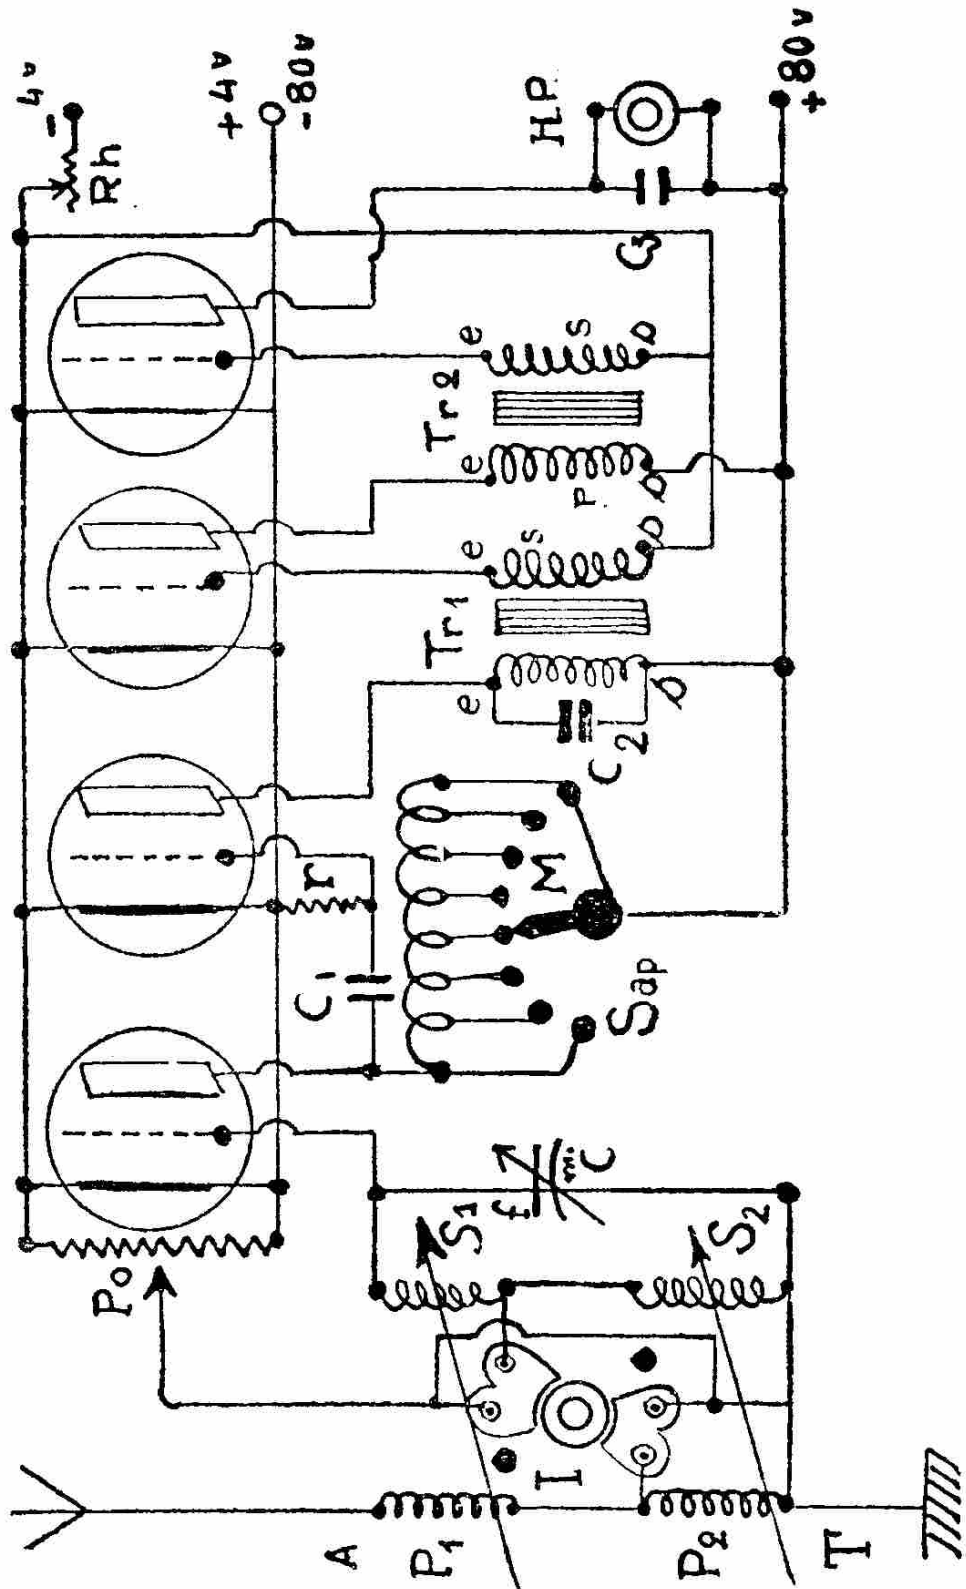 - 4v
Rh
+4v
-80v
H.P.
+80v
C3
e
s
D
Tr2
e
P
D
e
s
D
Tr1
e
D
C2
M
r
C1
Sap
Po
S1
f
m.
C
S2
I
A
P1
P2
T